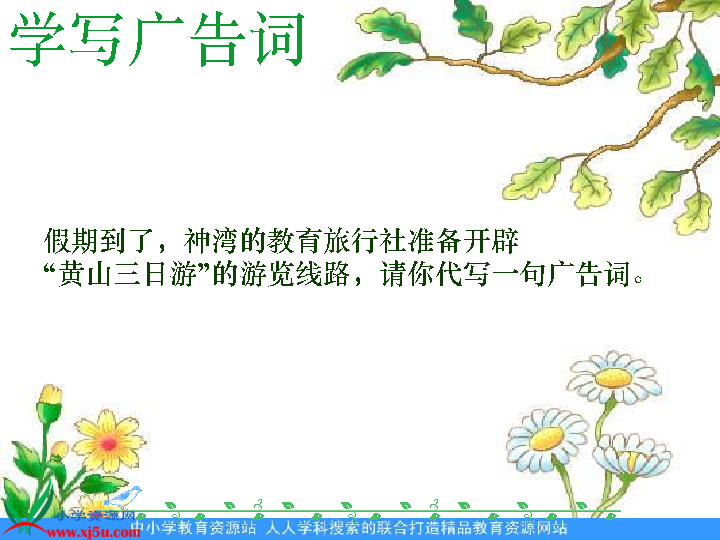 学写广告词
假期到了，神湾的教育旅行社准备开辟
“黄山三日游”的游览线路，请你代写一句广告词。
小学资源网
www.xj5u.com
中小学教育资源站 人人学科搜索的联合打造精品教育资源网站